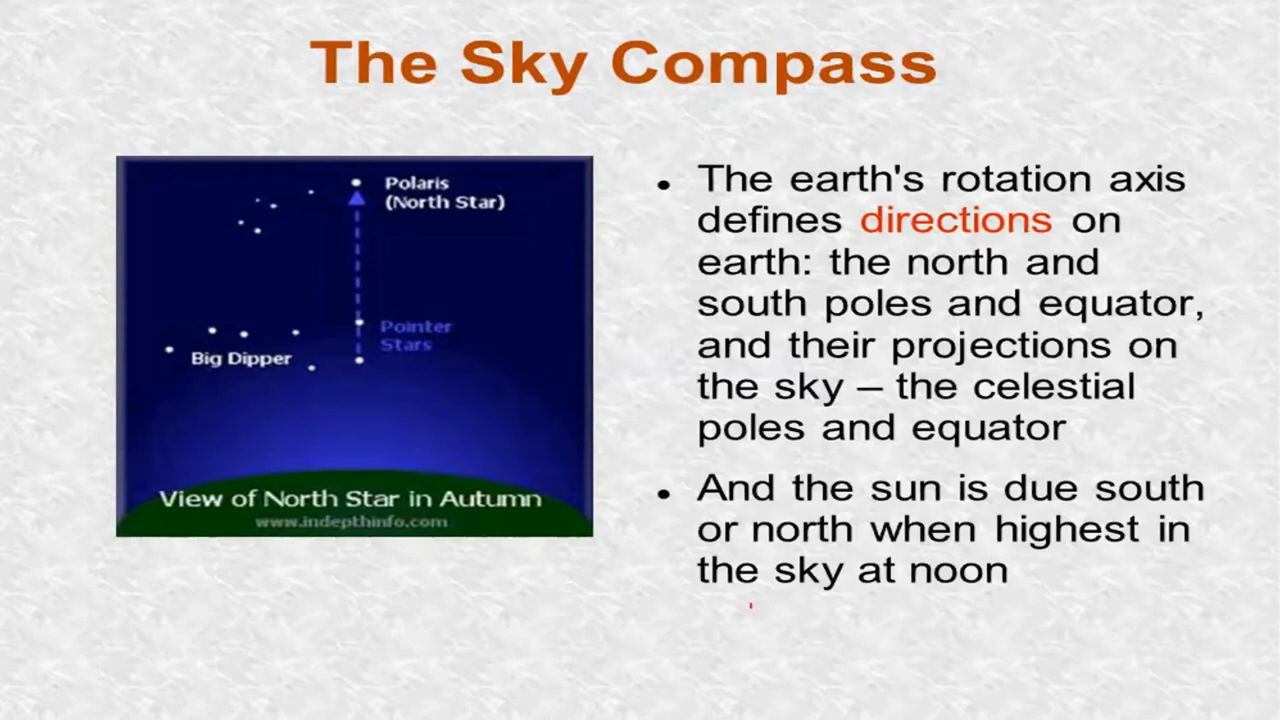 The Sky Compass
Polaris
(North Star)
Pointer
Stars
Big Dipper
View of North Star in Autumn
www.indepthinfo.com
• The earth's rotation axis
defines directions on
earth: the north and
south poles and equator,
and their projections on
the sky – the celestial
poles and equator
• And the sun is due south
or north when highest in
the sky at noon